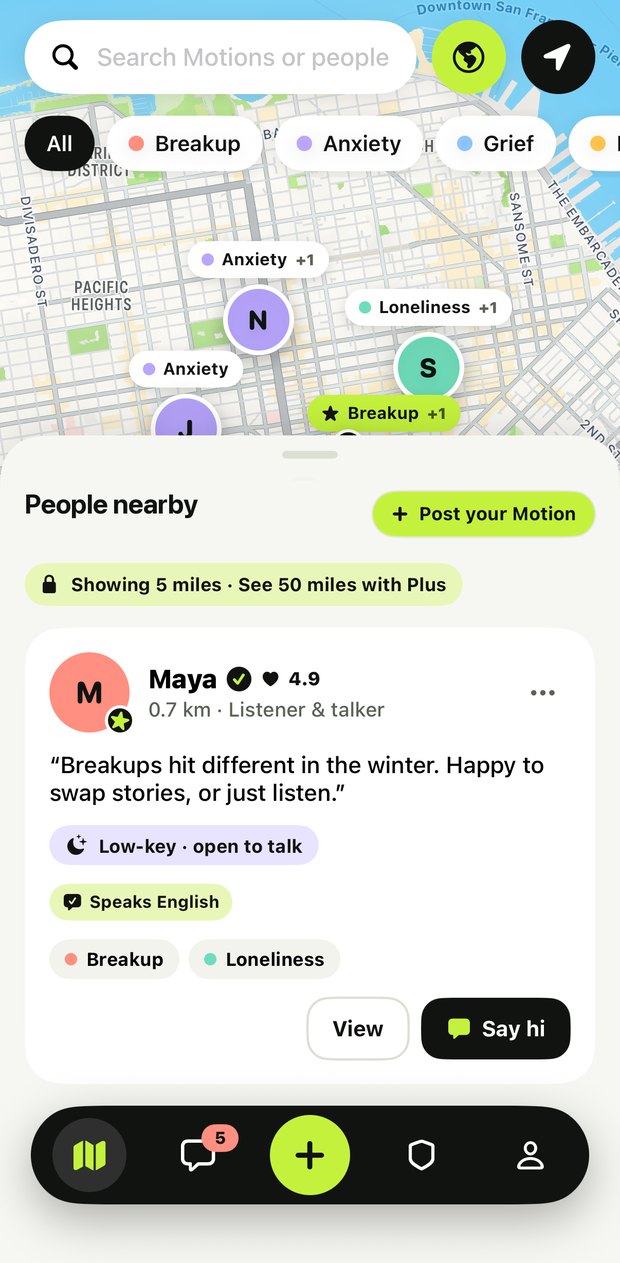 Downtown San Fran
Pie
Search Motions or people
All
Breakup
Anxiety
Grief
DISTRICT
DIVISADERO ST
SANSOME ST
THE EMBARCADE
Anxiety +1
PACIFIC
HEIGHTS
N
Loneliness +1
S
Anxiety
J
Breakup +1
2ND S
People nearby
+ Post your Motion
Showing 5 miles · See 50 miles with Plus
M
Maya
4.9
0.7 km · Listener & talker
“Breakups hit different in the winter. Happy to
swap stories, or just listen.”
Low-key · open to talk
Speaks English
Breakup
Loneliness
View
Say hi
5